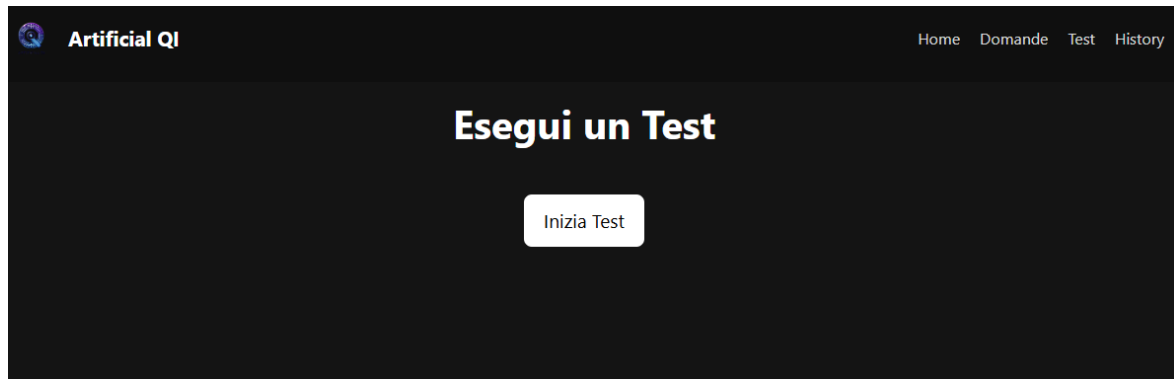 Artificial QI
Home Domande Test History
Esegui un Test
Inizia Test